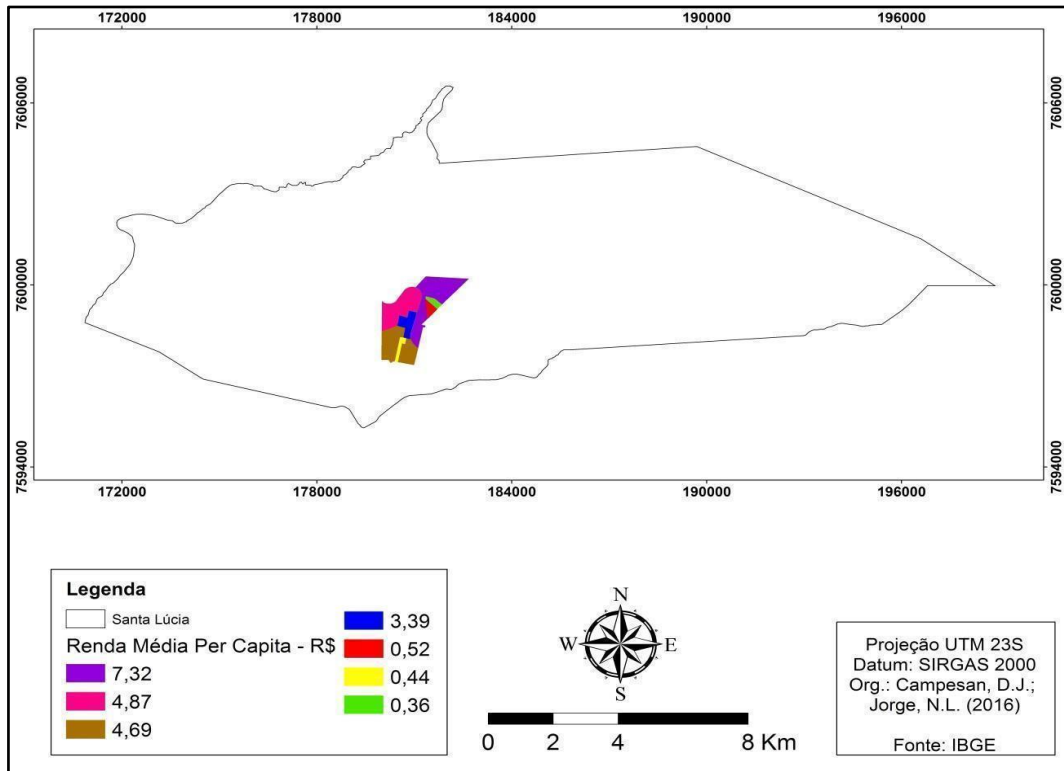 172000 178000 184000 190000 196000
7606000 7606000
7600000 7600000
7594000 7594000
172000 178000 184000 190000 196000
Legenda
Santa Lúcia
Renda Média Per Capita - R$
7,32
4,87
4,69
3,39
0,52
0,44
0,36
N
W E
S
0 2 4 8 Km
Projeção UTM 23S
Datum: SIRGAS 2000
Org.: Campesan, D.J.;
Jorge, N.L. (2016)
Fonte: IBGE